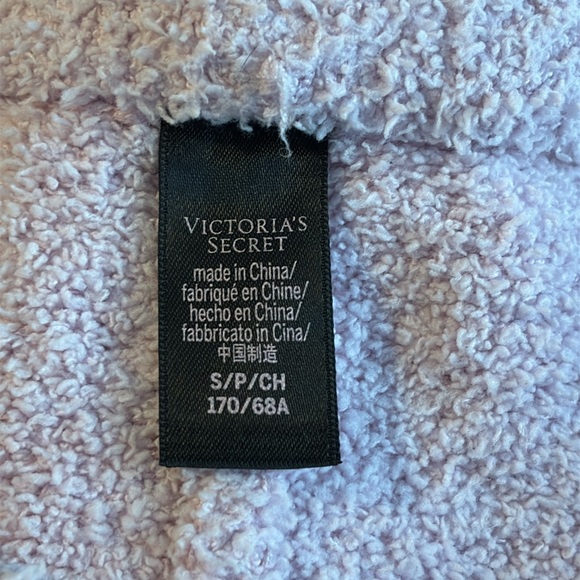 VICTORIA'S
SECRET
made in China/
fabriqué en Chine/
hecho en China/
fabbricato in Cina/
中国制造
S/P/CH
170/68A